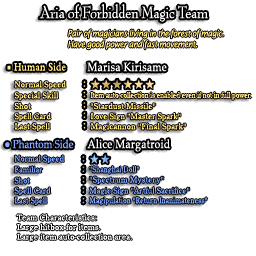 Aria of Forbidden Magic Team
Pair of magicians living in the forest of magic.
Have good power and fast movement.
Human Side Marisa Kirisame
Normal Speed : ★★★★★★
Special Skill : Item auto-collection is enabled even if not in full power.
Shot : "Stardust Missile"
Spell Card : Love Sign "Master Spark"
Last Spell : Magicannon "Final Spark"
Phantom Side Alice Margatroid
Normal Speed : ★★
Familiar : "Shanghai Doll"
Shot : "Spectrum Mystery"
Spell Card : Magic Sign "Artful Sacrifice"
Last Spell : Manipulation "Return Inanimateness"
Team Characteristics:
Large hitbox for items.
Large item auto-collection area.